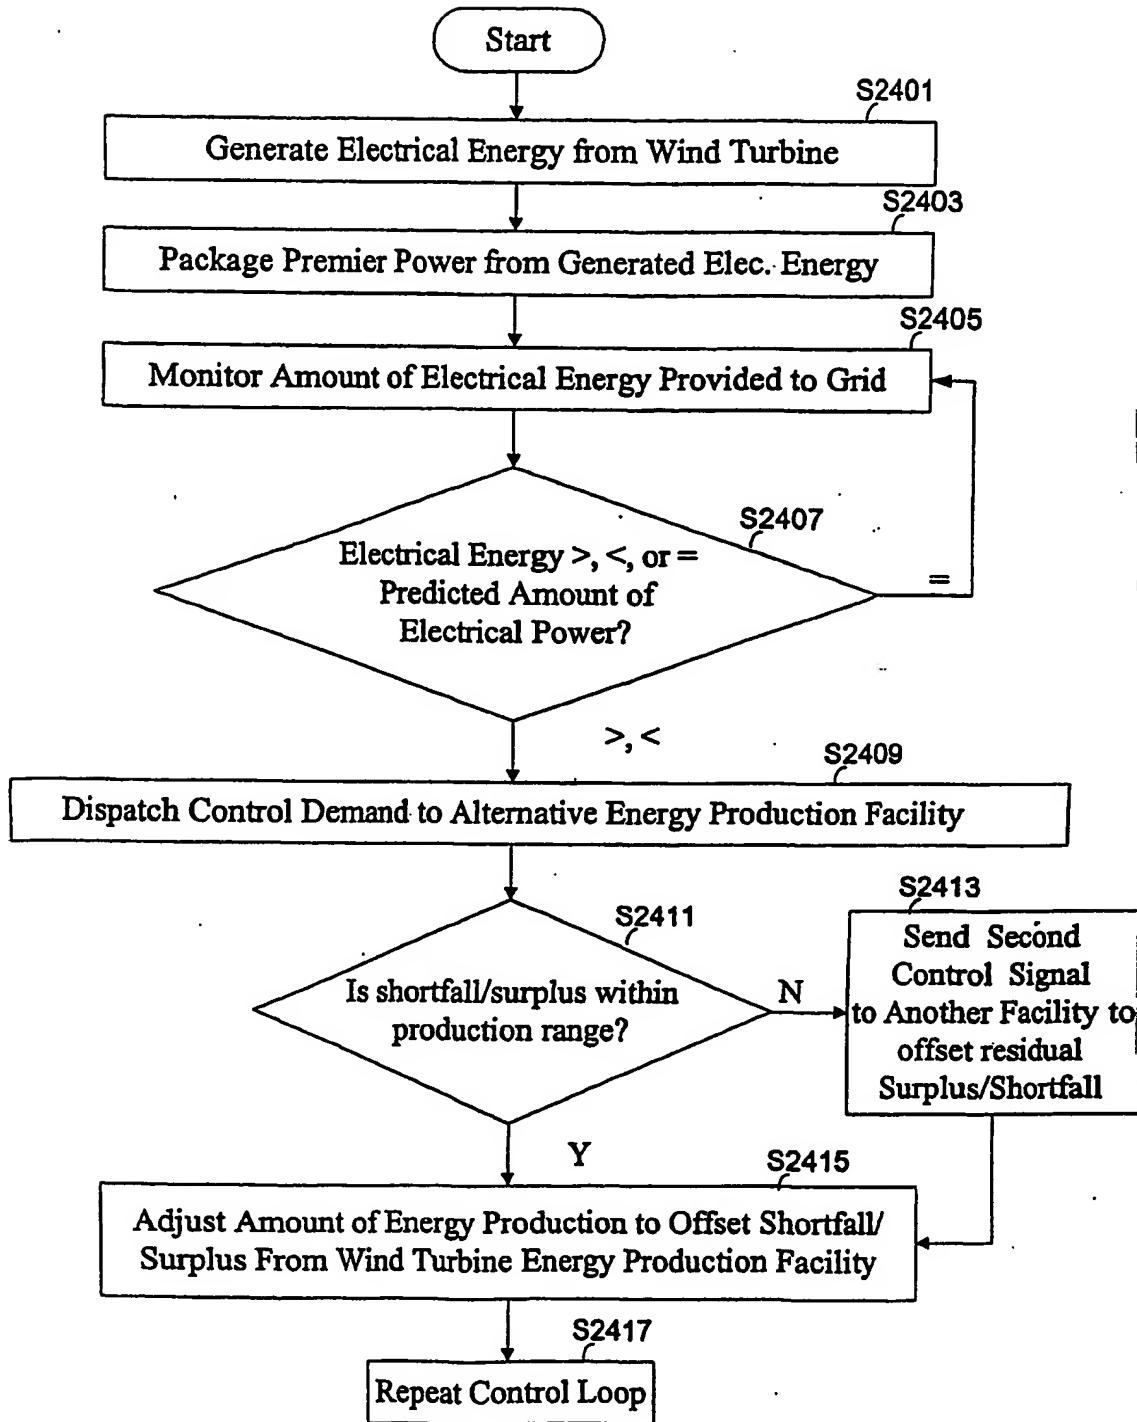 Start
S2401
Generate Electrical Energy from Wind Turbine
S2403
Package Premier Power from Generated Elec. Energy
S2405
Monitor Amount of Electrical Energy Provided to Grid
S2407
Electrical Energy >, <, or =
Predicted Amount of
Electrical Power?
=
>, <
S2409
Dispatch Control Demand to Alternative Energy Production Facility
S2411
Is shortfall/surplus within
production range?
N
S2413
Send Second
Control Signal
to Another Facility to
offset residual
Surplus/Shortfall
Y
S2415
Adjust Amount of Energy Production to Offset Shortfall/
Surplus From Wind Turbine Energy Production Facility
S2417
Repeat Control Loop